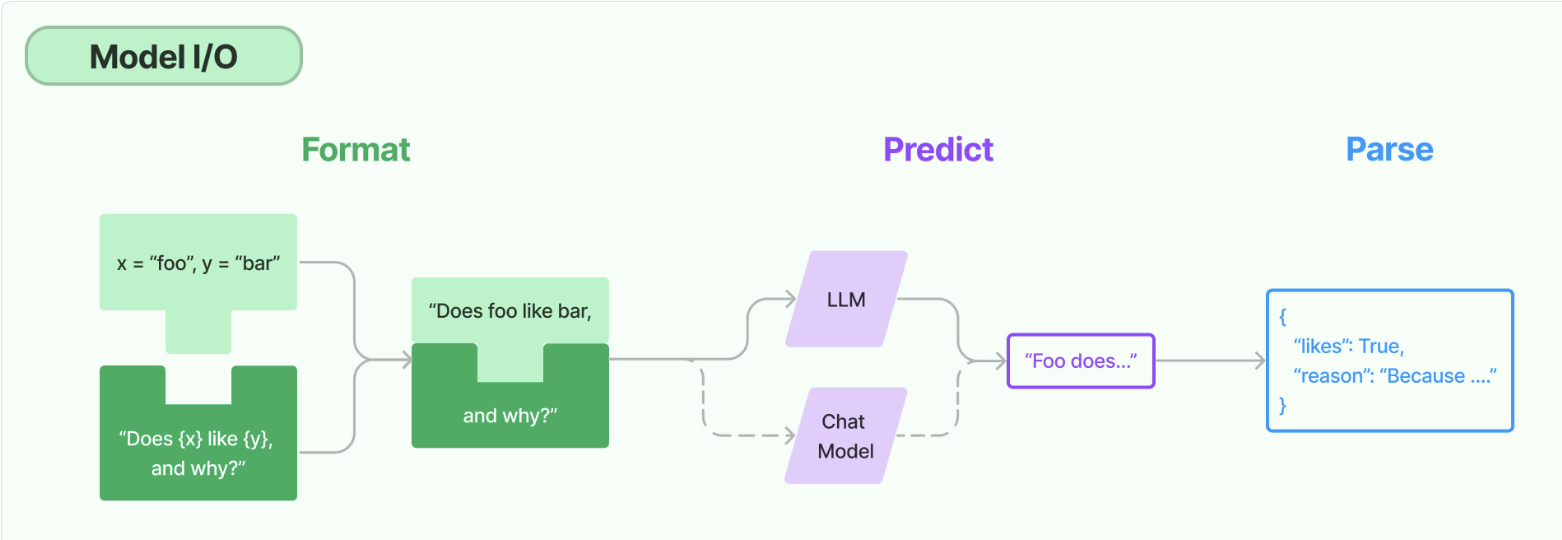 Model I/O
Format
Predict
Parse
x = “foo”, y = “bar”
“Does {x} like {y},
and why?”
“Does foo like bar,
and why?”
LLM
Chat
Model
“Foo does...”
{
“likes”: True,
“reason”: “Because ....”
}